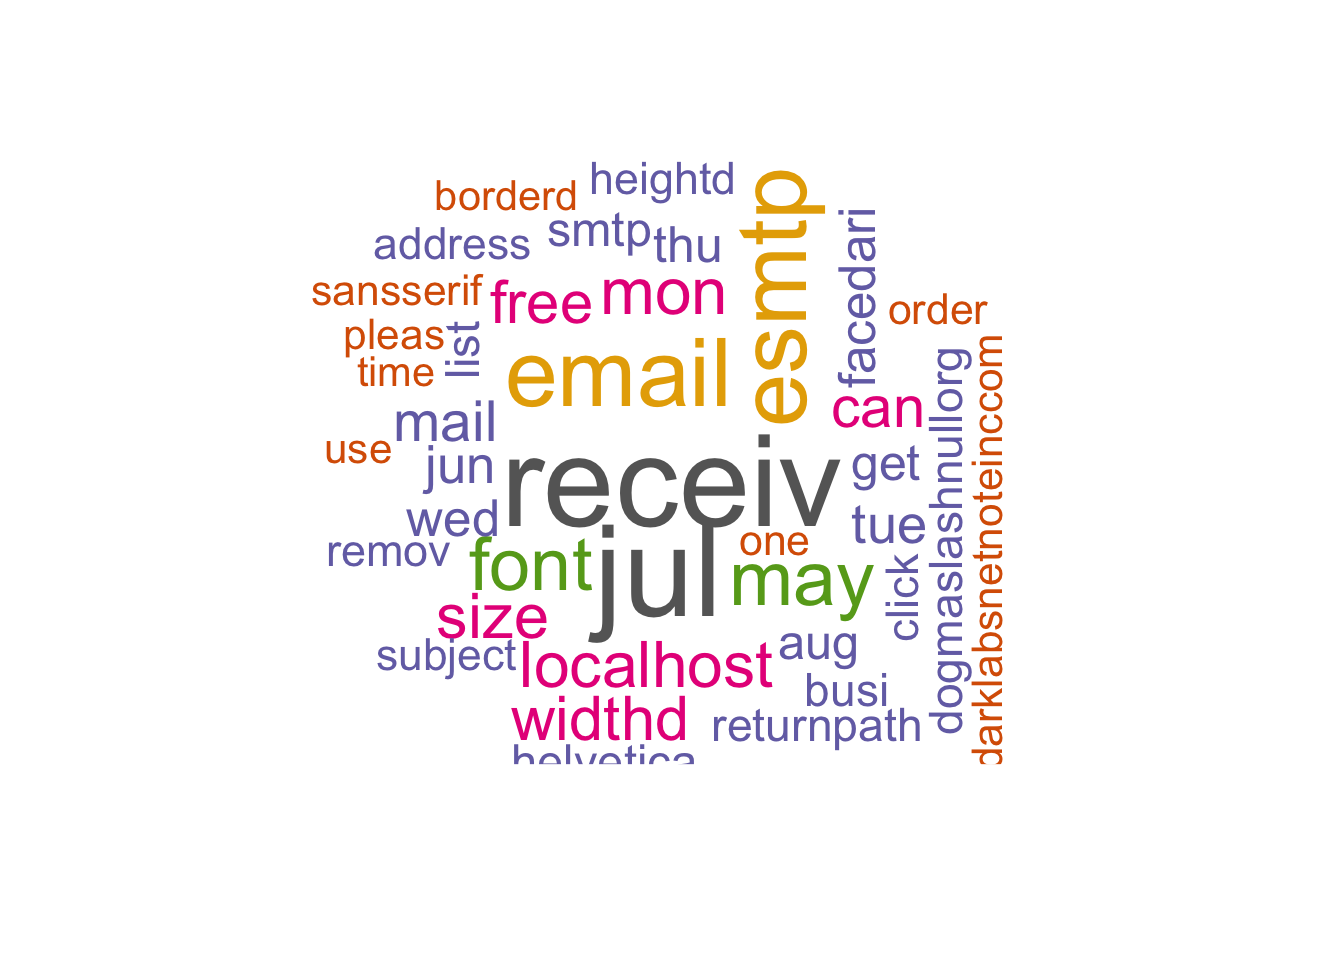 heightd
borderd
smtp
thu
address
esmtp
facedari
sansserif
free
mon
order
pleas
list
time
email
can
mail
use
jun
receiv
get
dogmaslashnullorg
darklabsnetnoteinccom
wed
tue
remov
font
jul
one
may
click
size
subject
localhost
aug
busi
widthd
returnpath
helvetica